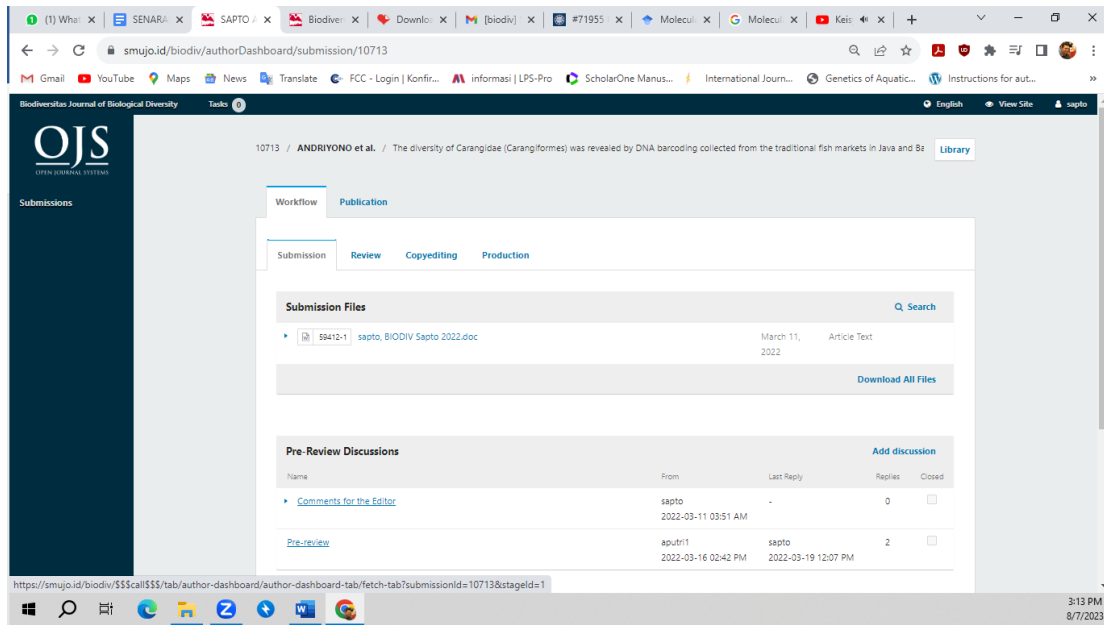 (1) What
SENARA
SAPTO A
Biodiver
Downloa
[biodiv]
#71955
Molecula
Molecul
Keis
smujo.id/biodiv/authorDashboard/submission/10713
Gmail YouTube Maps News Translate FCC - Login | Konfir... informasi | LPS-Pro ScholarOne Manus... International Journ... Genetics of Aquatic... Instructions for aut... »
Biodiversitas Journal of Biological Diversity Tasks 0 English View Site sapto
OJS
OPEN JOURNAL SYSTEMS
Submissions
10713 / ANDRIYONO et al. / The diversity of Carangidae (Carangiformes) was revealed by DNA barcoding collected from the traditional fish markets in Java and Ba Library
Workflow Publication
Submission Review Copyediting Production
Submission Files Search
59412-1 sapto, BIODIV Sapto 2022.doc March 11, Article Text
2022
Download All Files
Pre-Review Discussions Add discussion
Name From Last Reply Replies Closed
Comments for the Editor sapto - 0
2022-03-11 03:51 AM
Pre-review aputri1 sapto 2
2022-03-16 02:42 PM 2022-03-19 12:07 PM
https://smujo.id/biodiv/$$$call$$$/tab/author-dashboard/author-dashboard-tab/fetch-tab?submissionId=10713&stageId=1
3:13 PM
8/7/2023